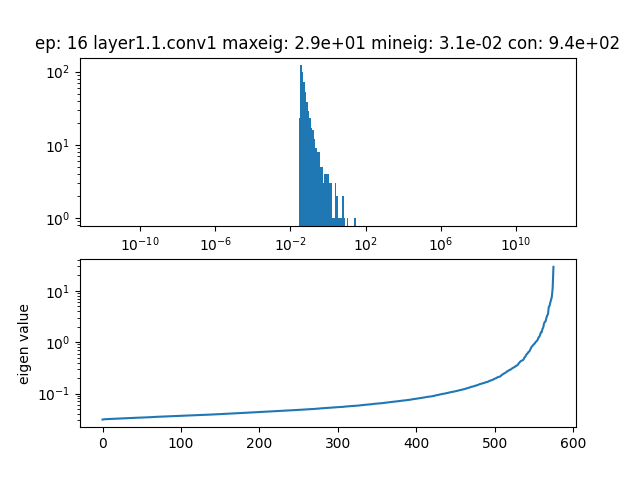 ep: 16 layer1.1.conv1 maxeig: 2.9e+01 mineig: 3.1e-02 con: 9.4e+02
10²
10¹
10⁰
10⁻¹⁰ 10⁻⁶ 10⁻² 10² 10⁶ 10¹⁰
eigen value
10¹
10⁰
10⁻¹
0 100 200 300 400 500 600